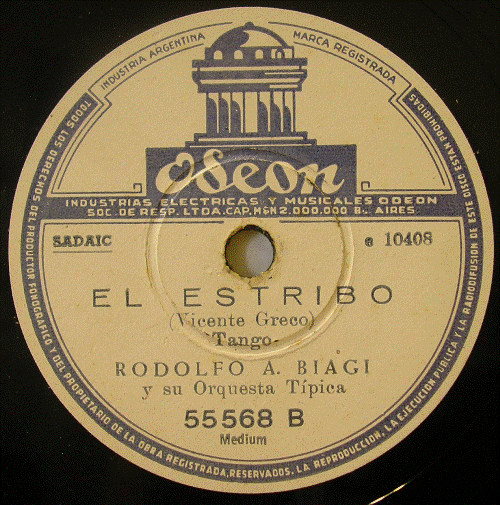 INDUSTRIA ARGENTINA
MARCA REGISTRADA
Odeon
INDUSTRIAS ELECTRICAS Y MUSICALES ODEON
SOC. DE RESP. LTDA. CAP. M$N 2.000.000 B. AIRES.
SADAIC
e 10408
EL ESTRIBO
(Vicente Greco)
-Tango-
RODOLFO A. BIAGI
y su Orquesta Típica
55568 B
Medium
TODOS LOS DERECHOS DEL PRODUCTOR FONOGRAFICO Y DEL PROPIETARIO DE LA OBRA REGISTRADA, RESERVADOS. LA REPRODUCCION, LA EJECUCION PUBLICA Y LA RADIODIFUSION DE ESTE DISCO ESTAN PROHIBIDAS